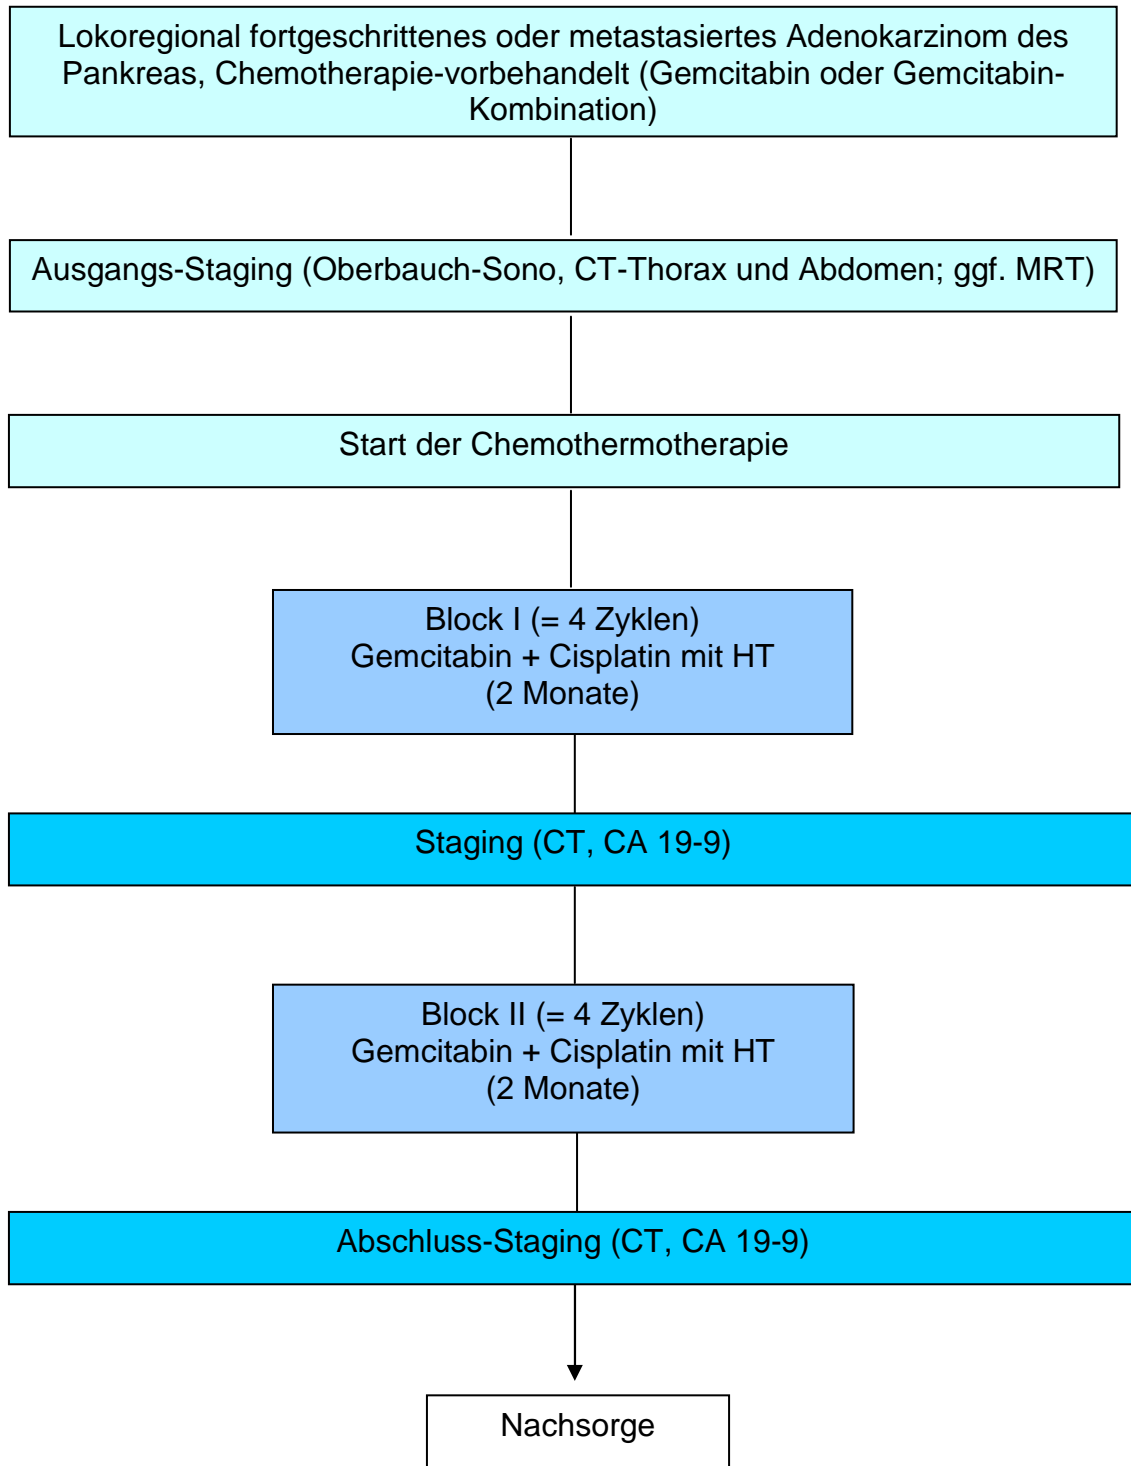 Lokoregional fortgeschrittenes oder metastasiertes Adenokarzinom des
Pankreas, Chemotherapie-vorbehandelt (Gemcitabin oder Gemcitabin-
Kombination)
Ausgangs-Staging (Oberbauch-Sono, CT-Thorax und Abdomen; ggf. MRT)
Start der Chemothermotherapie
Block I (= 4 Zyklen)
Gemcitabin + Cisplatin mit HT
(2 Monate)
Staging (CT, CA 19-9)
Block II (= 4 Zyklen)
Gemcitabin + Cisplatin mit HT
(2 Monate)
Abschluss-Staging (CT, CA 19-9)
Nachsorge